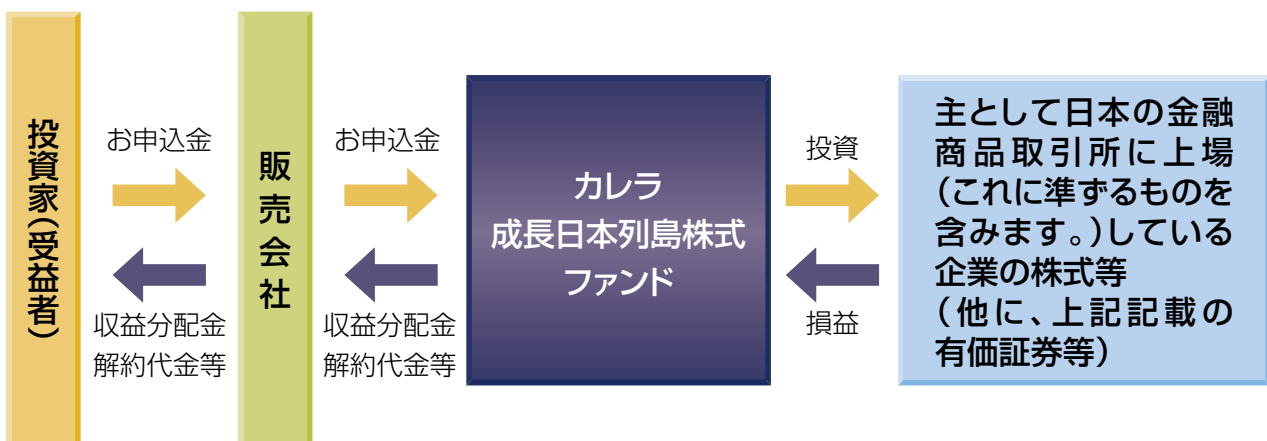 投資家(受益者)
お申込金
収益分配金
解約代金等
販売会社
お申込金
収益分配金
解約代金等
カレラ
成長日本列島株式
ファンド
投資
損益
主として日本の金融
商品取引所に上場
(これに準ずるものを
含みます。)している
企業の株式等
(他に、上記記載の
有価証券等)